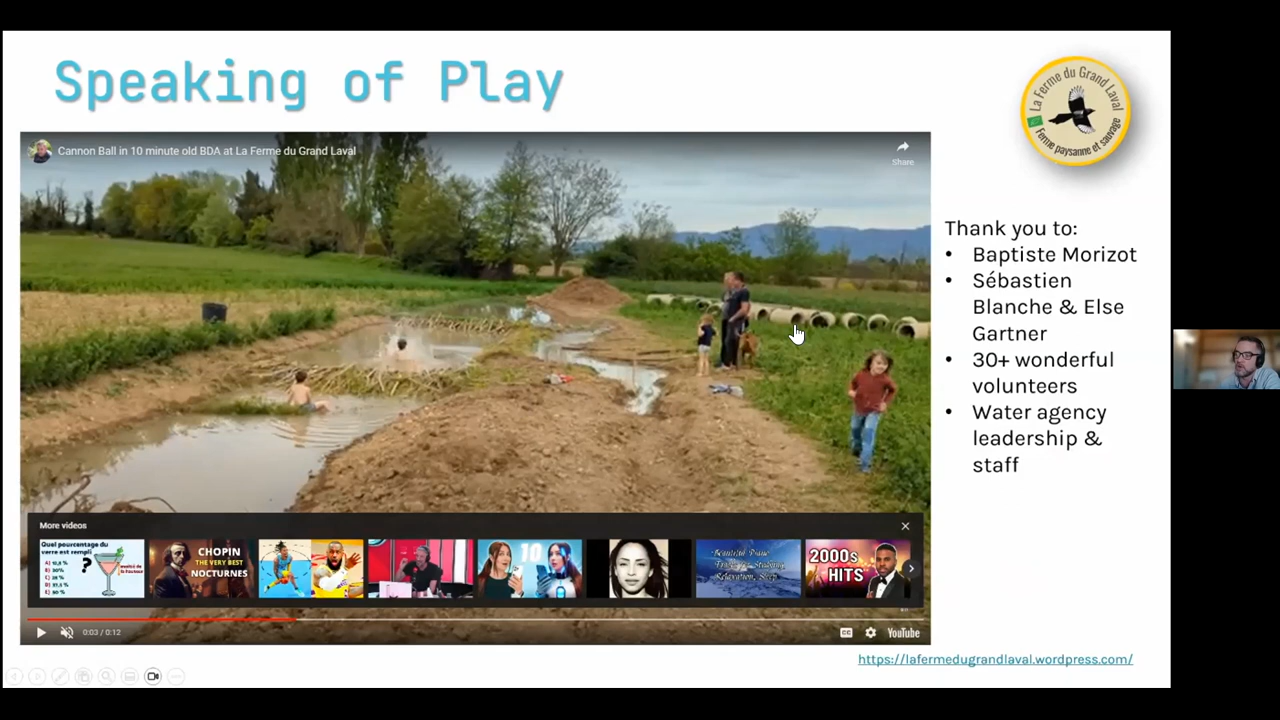 Speaking of Play
La Ferme du Grand Laval
Ferme paysanne et sauvage
Cannon Ball in 10 minute old BDA at La Ferme du Grand Laval
Share
Thank you to:
• Baptiste Morizot
• Sébastien
Blanche & Else
Gartner
• 30+ wonderful
volunteers
• Water agency
leadership &
staff
More videos
Quel pourcentage du
verre est rempli
?
CHOPIN
THE VERY BEST
NOCTURNES
10
2000s
HITS
0:03 / 0:12
CC
YouTube
https://lafermedugrandlaval.wordpress.com/